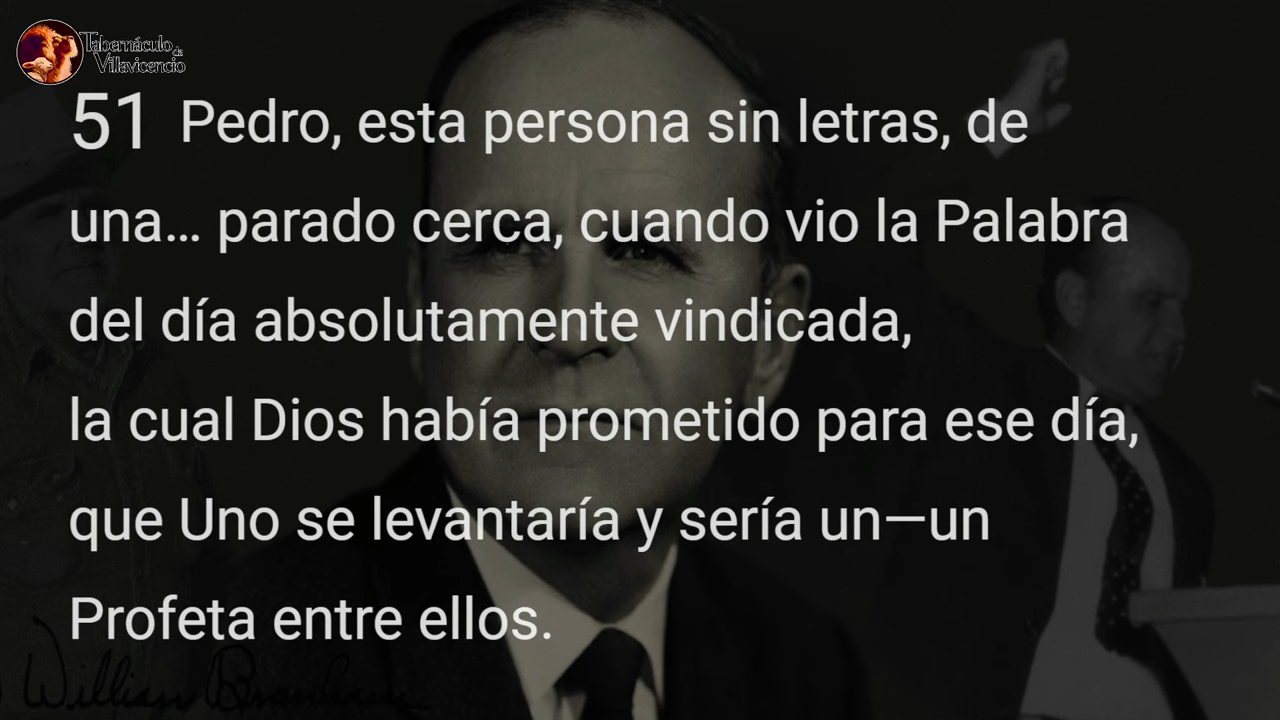 Tabernáculo de
Villavicencio
51 Pedro, esta persona sin letras, de
una... parado cerca, cuando vio la Palabra
del día absolutamente vindicada,
la cual Dios había prometido para ese día,
que Uno se levantaría y sería un—un
Profeta entre ellos.
William Branham